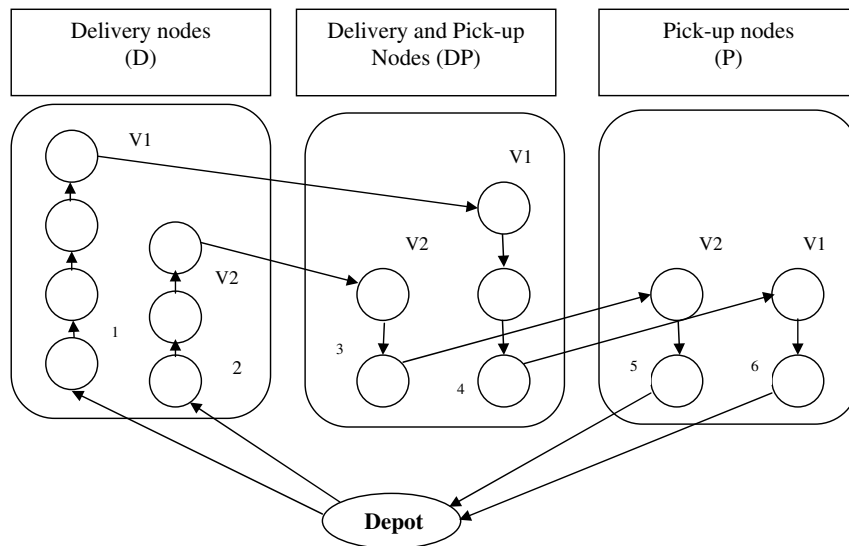 Delivery nodes
(D)
Delivery and Pick-up
Nodes (DP)
Pick-up nodes
(P)
V1
V1
V2
V2
V1
V2
1
2
3
4
5
6
Depot